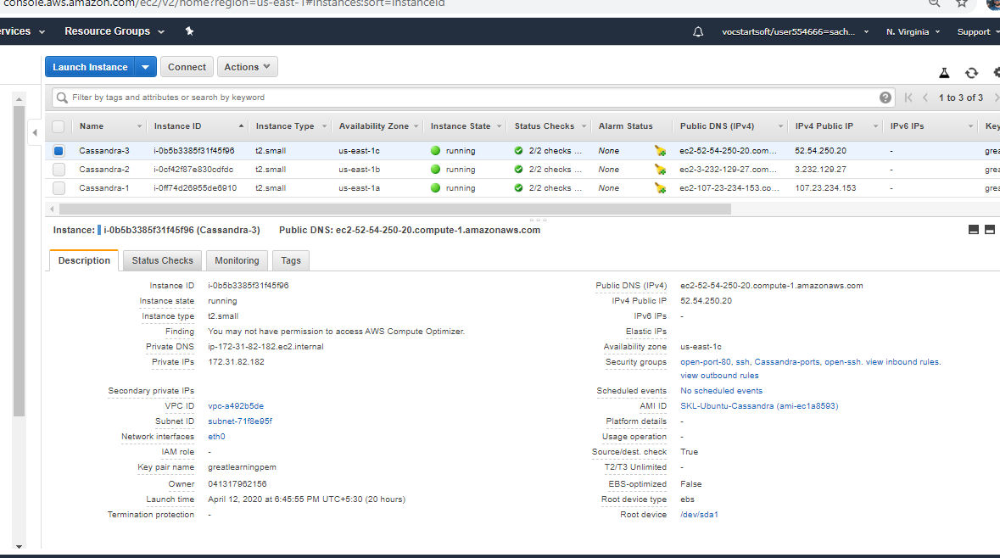 console.aws.amazon.com/ec2/v2/home?region=us-east-1#Instances:sort=instanceId
rvices Resource Groups vocstartsoft/user554666=sach... N. Virginia Support
Launch Instance Connect Actions
Filter by tags and attributes or search by keyword 1 to 3 of 3
Name Instance ID Instance Type Availability Zone Instance State Status Checks Alarm Status Public DNS (IPv4) IPv4 Public IP IPv6 IPs Key
Cassandra-3 i-0b5b3385f31f45f96 t2.small us-east-1c running 2/2 checks ... None ec2-52-54-250-20.com... 52.54.250.20 - grea
Cassandra-2 i-0cf42f87e830cdfdc t2.small us-east-1b running 2/2 checks ... None ec2-3-232-129-27.com... 3.232.129.27 - grea
Cassandra-1 i-0ff74d26955de6910 t2.small us-east-1a running 2/2 checks ... None ec2-107-23-234-153.co... 107.23.234.153 - grea
Instance: i-0b5b3385f31f45f96 (Cassandra-3) Public DNS: ec2-52-54-250-20.compute-1.amazonaws.com
Description Status Checks Monitoring Tags
Instance ID i-0b5b3385f31f45f96 Public DNS (IPv4) ec2-52-54-250-20.compute-1.amazonaws.com
Instance state running IPv4 Public IP 52.54.250.20
Instance type t2.small IPv6 IPs -
Finding You may not have permission to access AWS Compute Optimizer. Elastic IPs
Private DNS ip-172-31-82-182.ec2.internal Availability zone us-east-1c
Private IPs 172.31.82.182 Security groups open-port-80, ssh, Cassandra-ports, open-ssh. view inbound rules.
view outbound rules
Secondary private IPs Scheduled events No scheduled events
VPC ID vpc-a492b5de AMI ID SKL-Ubuntu-Cassandra (ami-ec1a8593)
Subnet ID subnet-71f8e95f Platform details -
Network interfaces eth0 Usage operation -
IAM role - Source/dest. check True
Key pair name greatlearningpem T2/T3 Unlimited -
Owner 041317962156 EBS-optimized False
Launch time April 12, 2020 at 6:45:55 PM UTC+5:30 (20 hours) Root device type ebs
Termination protection - Root device /dev/sda1